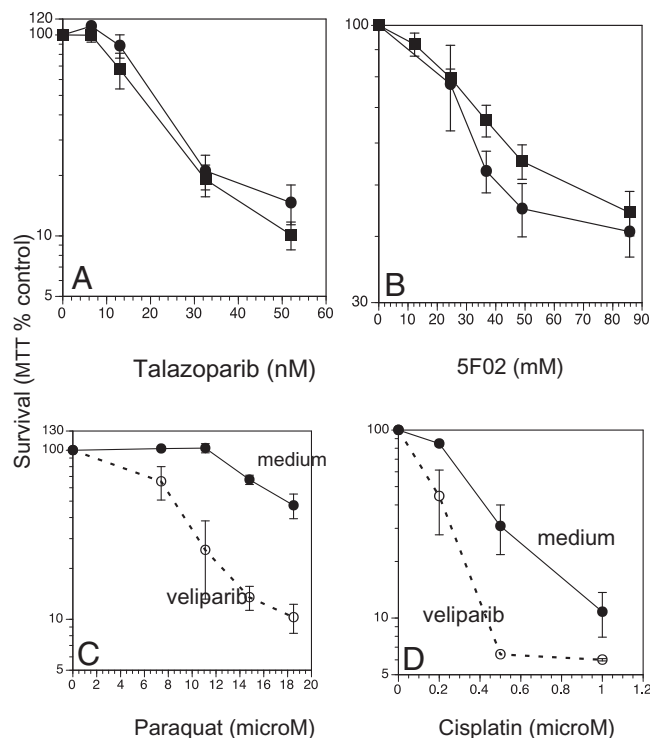 120
100
10
5
0 10 20 30 40 50 60
A
Talazoparib (nM)
100
30
0 10 20 30 40 50 60 70 80 90
B
5F02 (mM)
Survival (MTT % control)
130
100
10
5
0 2 4 6 8 10 12 14 16 18 20
medium
veliparib
C
Paraquat (microM)
100
10
5
0 0.2 0.4 0.6 0.8 1 1.2
medium
veliparib
D
Cisplatin (microM)